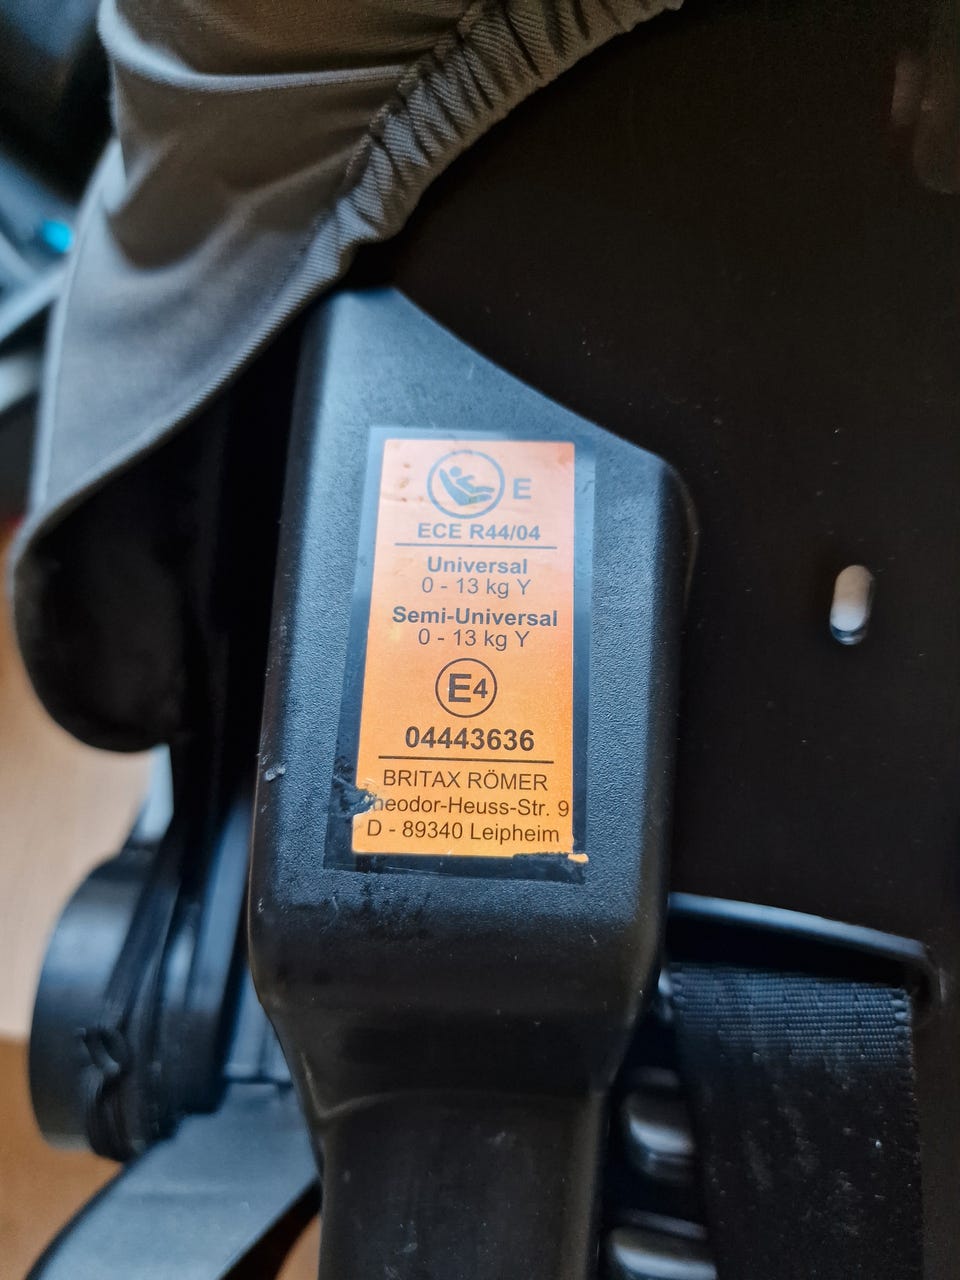 E
ECE R44/04
Universal
0 - 13 kg Y
Semi-Universal
0 - 13 kg Y
E4
04443636
BRITAX RÖMER
heodor-Heuss-Str. 9
D - 89340 Leipheim